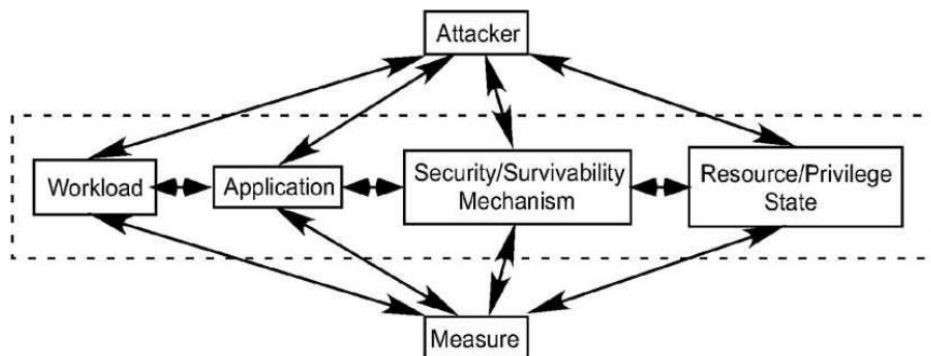 Attacker
Workload
Application
Security/Survivability
Mechanism
Resource/Privilege
State
Measure